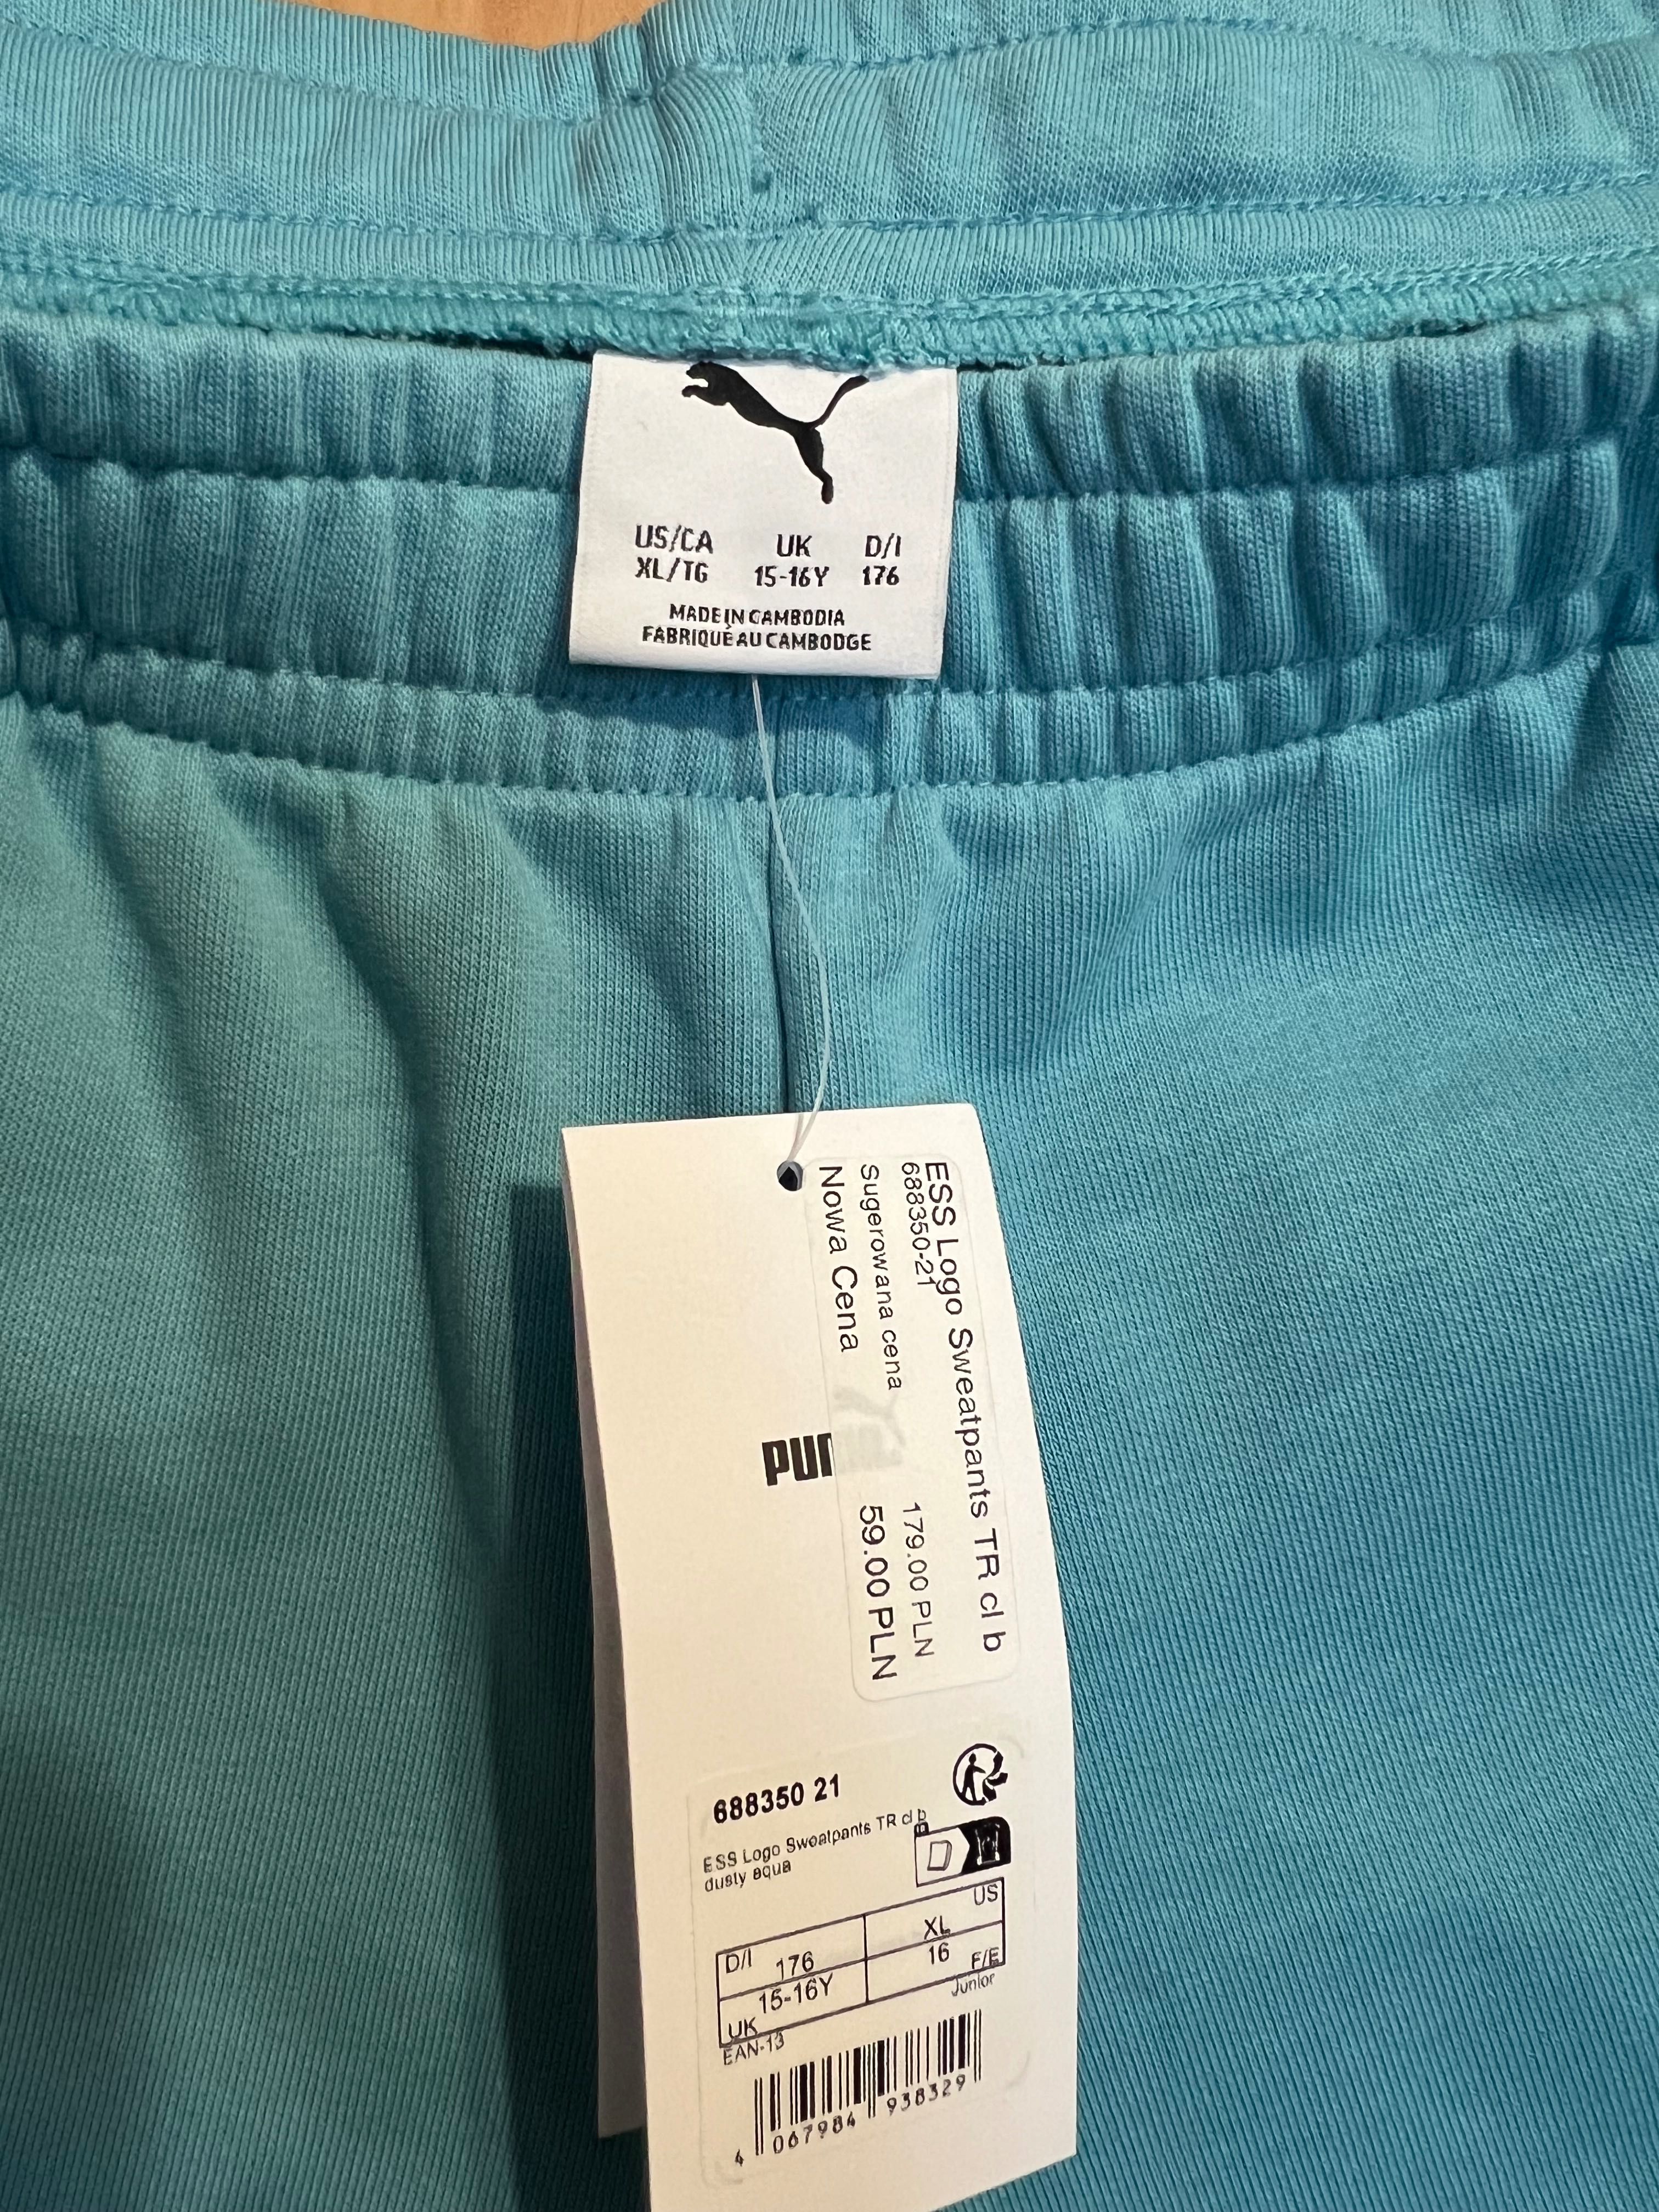 US/CA UK D/I
XL/TG 15-16Y 176
MADE IN CAMBODIA
FABRIQUÉ AU CAMBODGE
ESS Logo Sweatpants TR cl b
688350-21
Sugerowana cena 179.00 PLN
Nowa Cena 59.00 PLN
PU
688350 21
ESS Logo Sweatpants TR cl b
dusty aqua
D/I 176 XL US
15-16Y 16 F/E
UK Junior
EAN-13
4 067984 938329